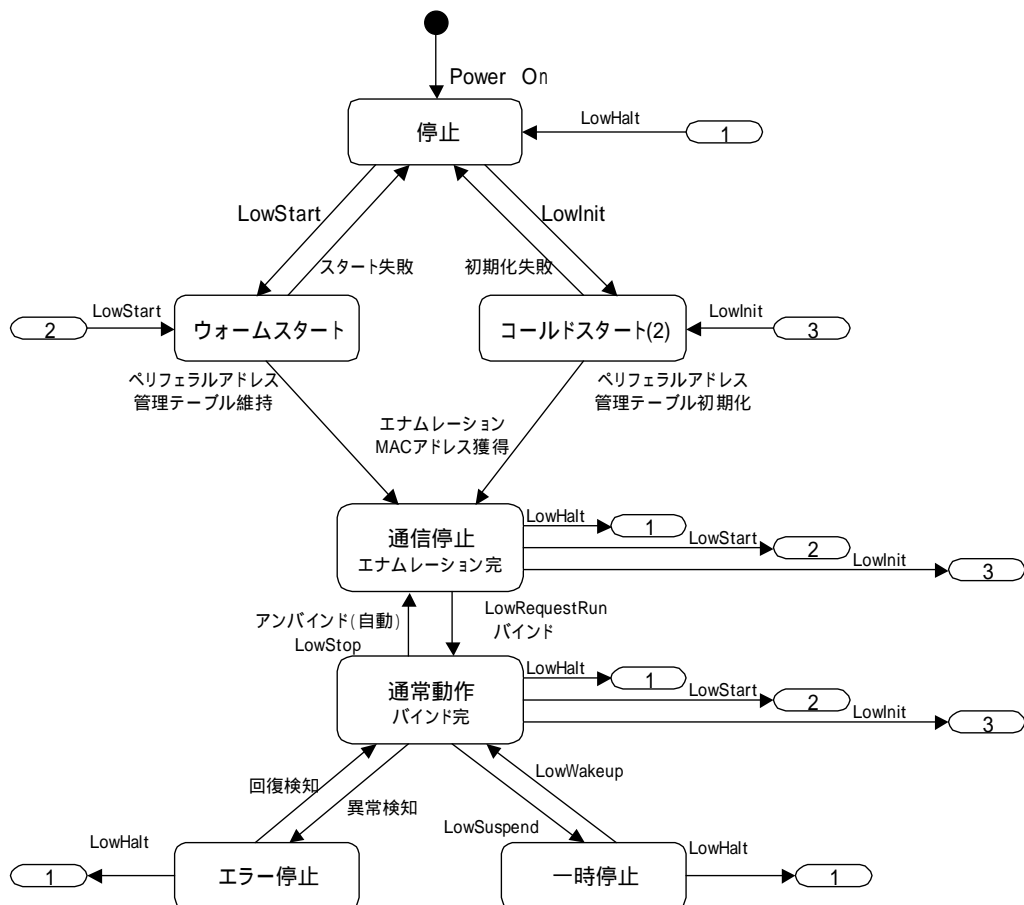 Power On
停止
LowHalt
1
LowStart
LowInit
スタート失敗
初期化失敗
LowStart
2
ウォームスタート
コールドスタート(2)
LowInit
3
ペリフェラルアドレス
管理テーブル維持
ペリフェラルアドレス
管理テーブル初期化
エナムレーション
MACアドレス獲得
通信停止
エナムレーション完
LowHalt
1
LowStart
2
LowInit
3
アンバインド(自動)
LowStop
LowRequestRun
バインド
通常動作
バインド完
LowHalt
1
LowStart
2
LowInit
3
回復検知
異常検知
LowWakeup
LowSuspend
LowHalt
1
エラー停止
一時停止
LowHalt
1